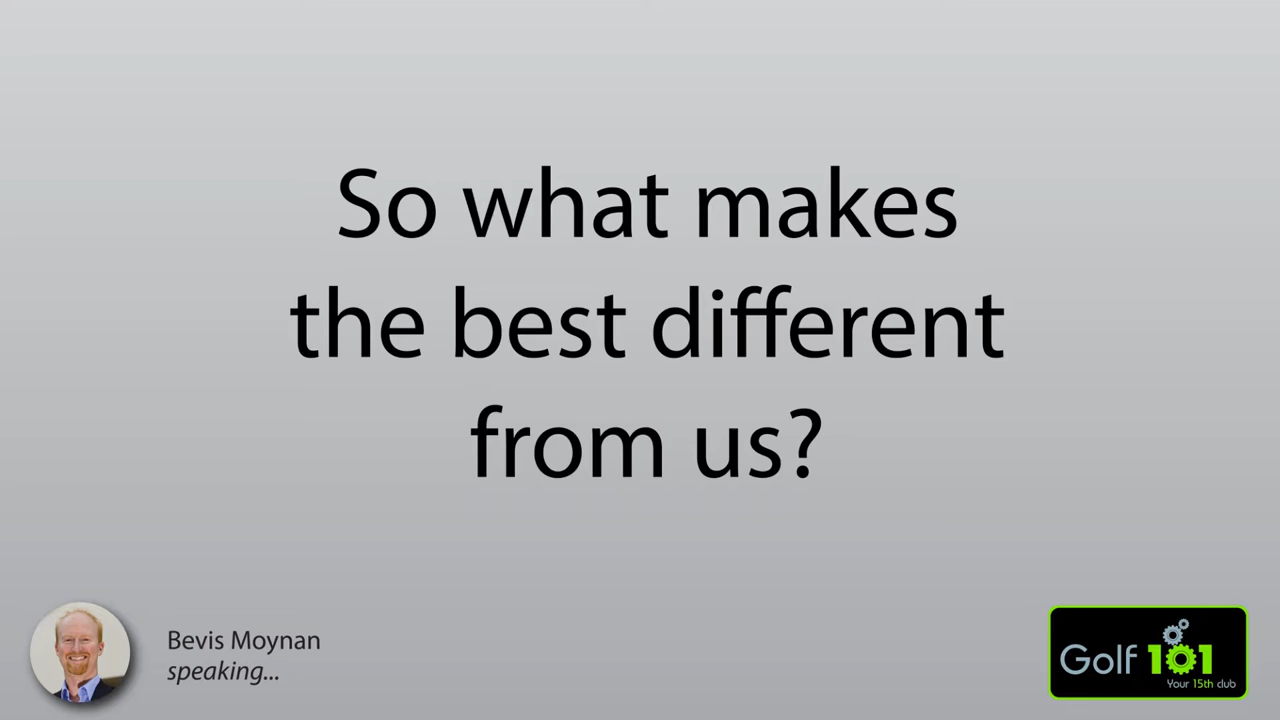 So what makes
the best different
from us?
Bevis Moynan
speaking...
Golf 101
Your 15th club